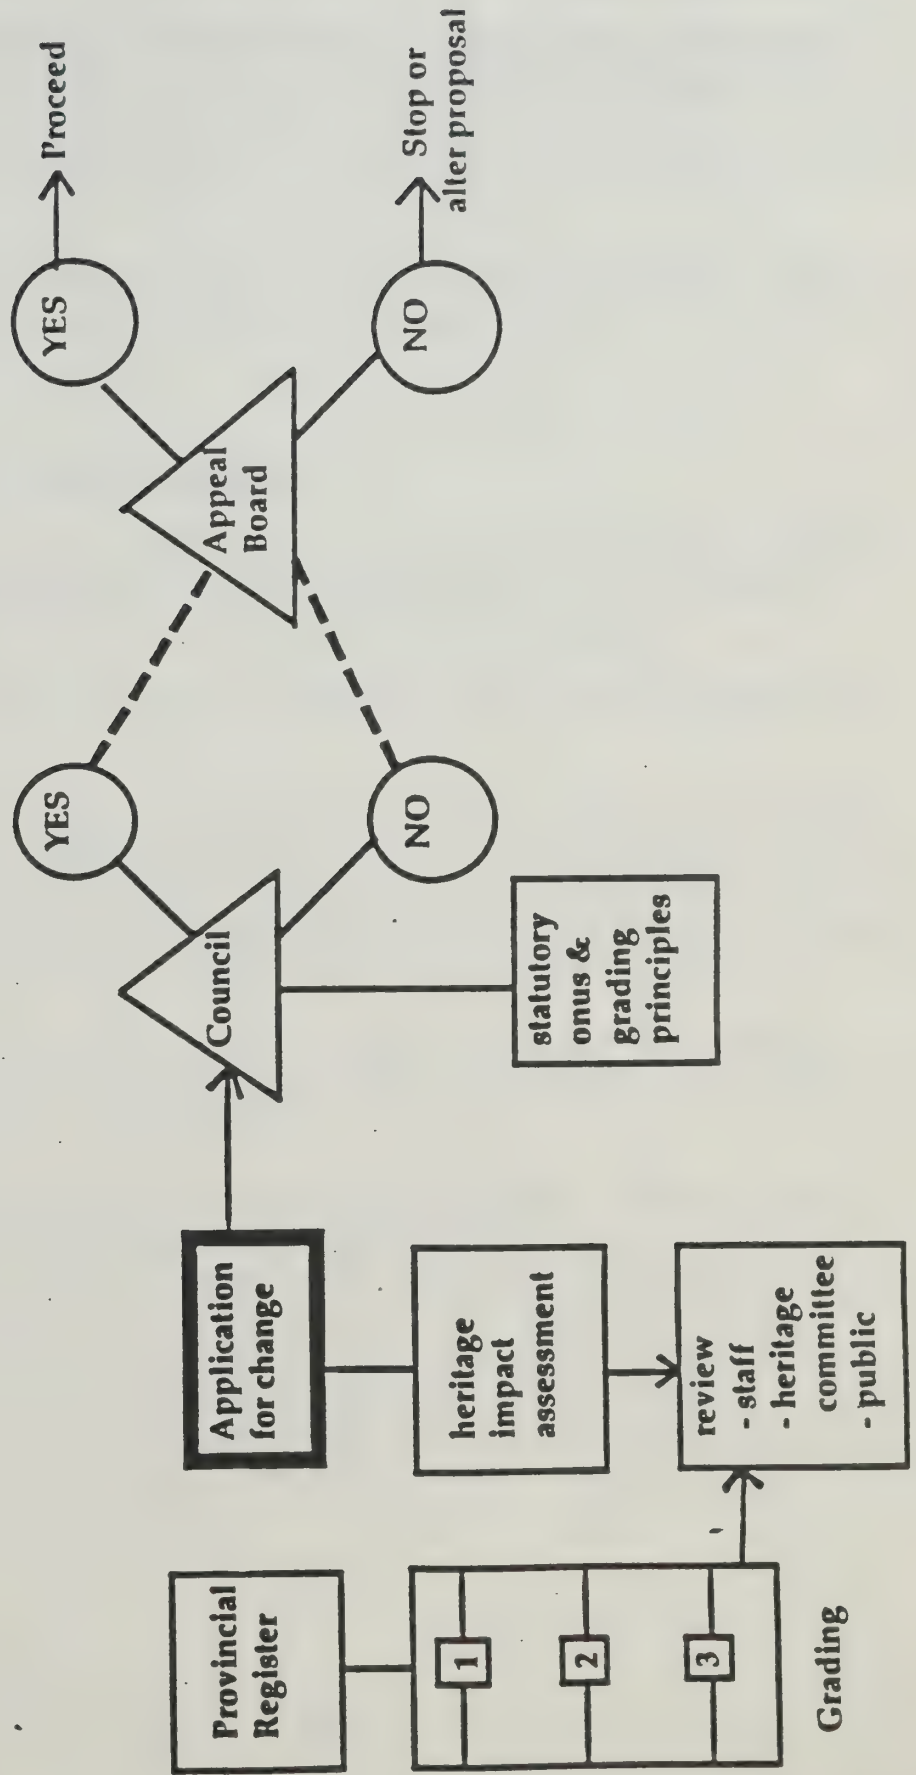 Provincial
Register
1
2
3
Grading
Application
for change
heritage
impact
assessment
review
- staff
- heritage
committee
- public
Council
statutory
onus &
grading
principles
YES
NO
Appeal
Board
YES
NO
Proceed
Stop or
alter proposal